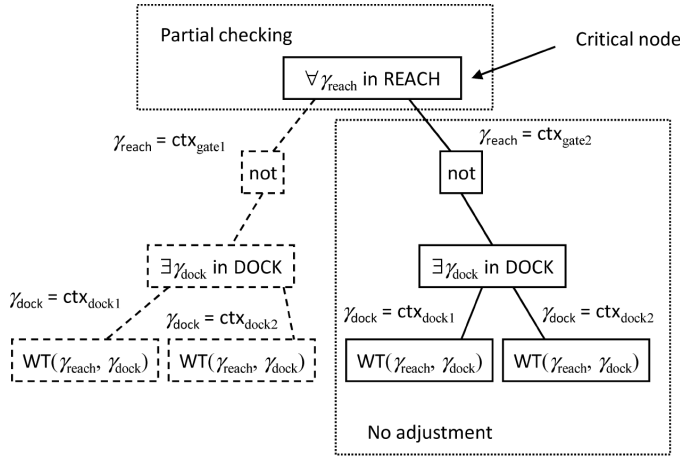 Partial checking
Critical node
∀γreach in REACH
γreach = ctxgate1
γreach = ctxgate2
not
not
∃γdock in DOCK
∃γdock in DOCK
γdock = ctxdock1
γdock = ctxdock2
γdock = ctxdock1
γdock = ctxdock2
WT(γreach, γdock)
WT(γreach, γdock)
WT(γreach, γdock)
WT(γreach, γdock)
No adjustment